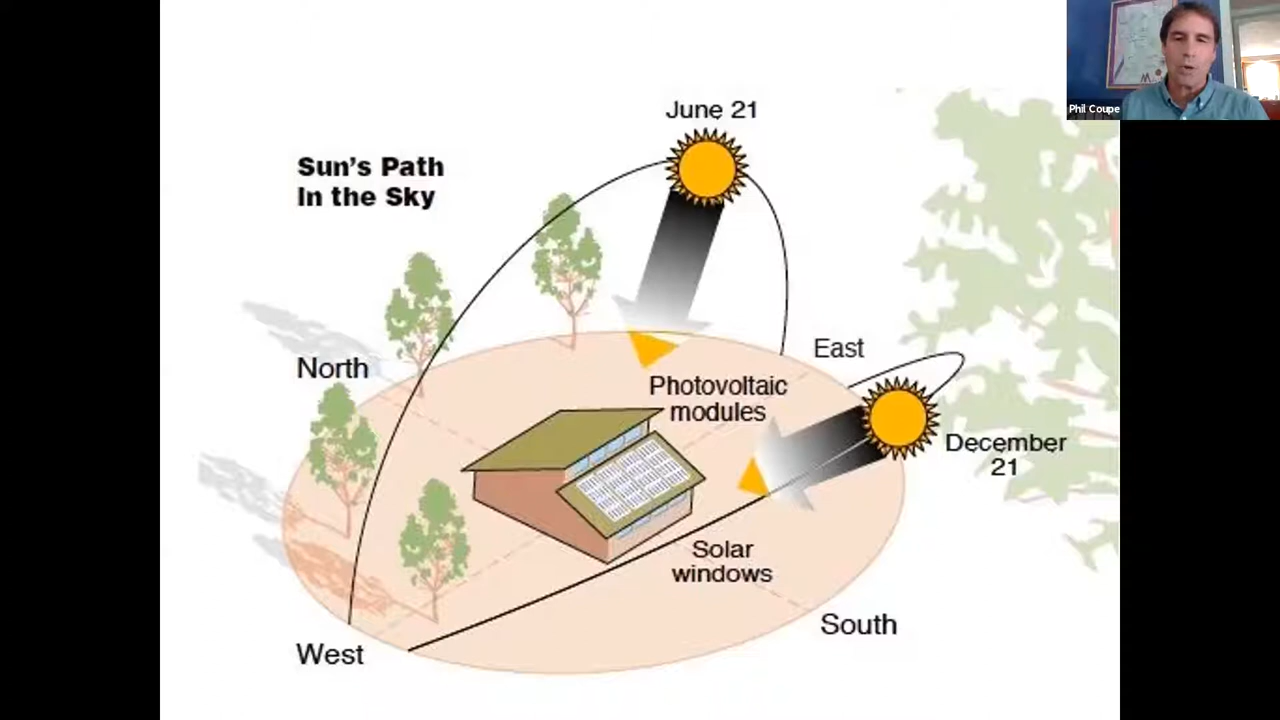 Phil Coupe
June 21
Sun's Path
In the Sky
North
East
Photovoltaic
modules
December
21
Solar
windows
South
West